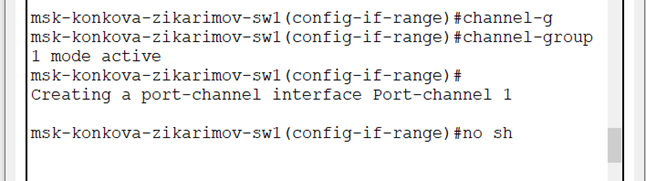 msk-konkova-zikarimov-sw1(config-if-range)#channel-g
msk-konkova-zikarimov-sw1(config-if-range)#channel-group
1 mode active
msk-konkova-zikarimov-sw1(config-if-range)#
Creating a port-channel interface Port-channel 1
msk-konkova-zikarimov-sw1(config-if-range)#no sh